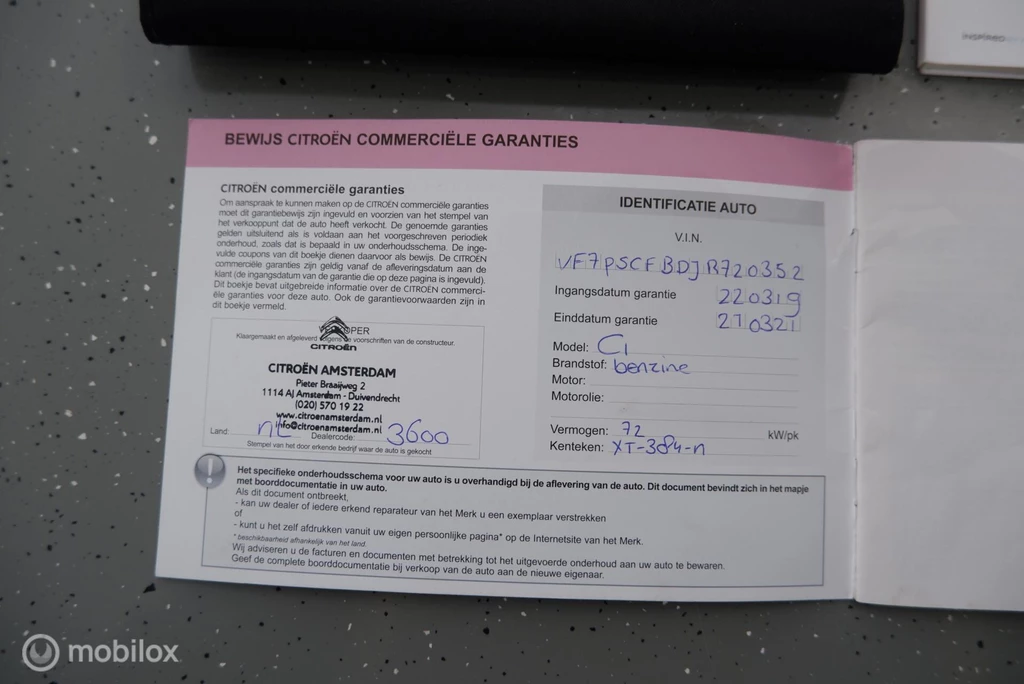 INSPIRED
BEWIJS CITROËN COMMERCIËLE GARANTIES
CITROËN commerciële garanties
Om aanspraak te kunnen maken op de CITROËN commerciële garanties
moet dit garantiebewijs zijn ingevuld en voorzien van het stempel van
het verkooppunt dat de auto heeft verkocht. De genoemde garanties
gelden uitsluitend als is voldaan aan het voorgeschreven periodiek
onderhoud, zoals dat is bepaald in uw onderhoudsschema. De inge-
vulde coupons van dit boekje dienen daarvoor als bewijs. De CITROËN
commerciële garanties zijn geldig vanaf de afleveringsdatum aan de
klant (de ingangsdatum van de garantie die op deze pagina is ingevuld).
Dit boekje bevat uitgebreide informatie over de CITROËN commerci-
ële garanties voor deze auto. Ook de garantievoorwaarden zijn in
dit boekje vermeld.
VERKOPER
Klaargemaakt en afgeleverd volgens de voorschriften van de constructeur.
CITROËN
CITROËN AMSTERDAM
Pieter Braaijweg 2
1114 AJ Amsterdam - Duivendrecht
(020) 570 19 22
www.citroenamsterdam.nl
info@citroenamsterdam.nl
Land: NL Dealercode: 3600
Stempel van het door erkende bedrijf waar de auto is gekocht
IDENTIFICATIE AUTO
V.I.N.
VF7PSCFBDJR720352
Ingangsdatum garantie 220319
Einddatum garantie 210321
Model: C1
Brandstof: benzine
Motor:
Motorolie:
Vermogen: 72 kW/pk
Kenteken: XT-384-N
Het specifieke onderhoudsschema voor uw auto is u overhandigd bij de aflevering van de auto. Dit document bevindt zich in het mapje
met boorddocumentatie in uw auto.
Als dit document ontbreekt,
- kan uw dealer of iedere erkend reparateur van het Merk u een exemplaar verstrekken
of
- kunt u het zelf afdrukken vanuit uw eigen persoonlijke pagina* op de Internetsite van het Merk.
* beschikbaarheid afhankelijk van het land.
Wij adviseren u de facturen en documenten met betrekking tot het uitgevoerde onderhoud aan uw auto te bewaren.
Geef de complete boorddocumentatie bij verkoop van de auto aan de nieuwe eigenaar.
mobilox